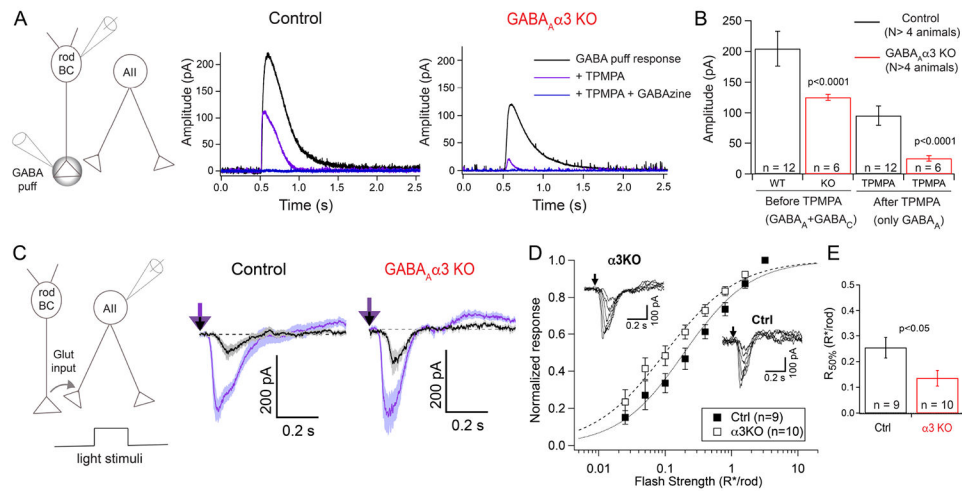 A
rod
BC
AII
GABA
puff
Control
Amplitude (pA)
250
200
150
100
50
0
0.0 0.5 1.0 1.5 2.0 2.5
Time (s)
GABAAα3 KO
Amplitude (pA)
250
200
150
100
50
0
0.0 0.5 1.0 1.5 2.0 2.5
Time (s)
GABA puff response
+ TPMPA
+ TPMPA + GABAzine
B
Control
(N> 4 animals)
GABAAα3 KO
(N>4 animals)
Amplitude (pA)
250
200
150
100
50
0
p<0.0001
p<0.0001
n = 12 n = 6 n = 12 n = 6
WT KO TPMPA TPMPA
Before TPMPA After TPMPA
(GABAA+GABAC) (only GABAA)
C
rod
BC
AII
Glut
input
light stimuli
Control
200 pA
0.2 s
GABAAα3 KO
200 pA
0.2 s
D
Normalized response
1.0
0.8
0.6
0.4
0.2
0.0
α3KO
0.2 s
100 pA
Ctrl
0.2 s
100 pA
Ctrl (n=9)
α3KO (n=10)
0.01 0.1 1 10
Flash Strength (R*/rod)
E
R50% (R*/rod)
0.5
0.4
0.3
0.2
0.1
0.0
p<0.05
n = 9 n = 10
Ctrl α3 KO